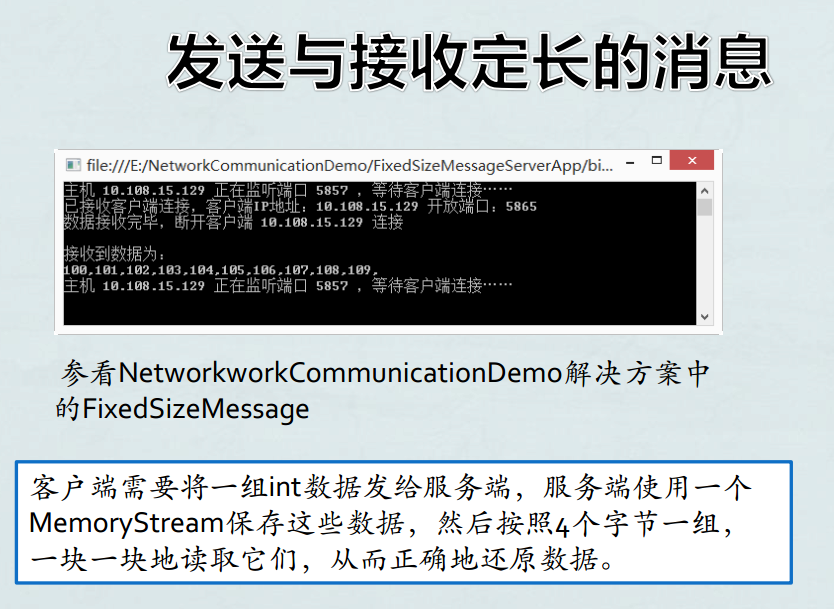 发送与接收定长的消息
file:///E:/NetworkCommunicationDemo/FixedSizeMessageServerApp/bi...
主机 10.108.15.129 正在监听端口 5857 ，等待客户端连接……
已接收客户端连接，客户端IP地址：10.108.15.129 开放端口：5865
数据接收完毕，断开客户端 10.108.15.129 连接
接收到数据为：
100,101,102,103,104,105,106,107,108,109,
主机 10.108.15.129 正在监听端口 5857 ，等待客户端连接……
参看NetworkworkCommunicationDemo解决方案中
的FixedSizeMessage
客户端需要将一组int数据发给服务端，服务端使用一个
MemoryStream保存这些数据，然后按照4个字节一组，
一块一块地读取它们，从而正确地还原数据。